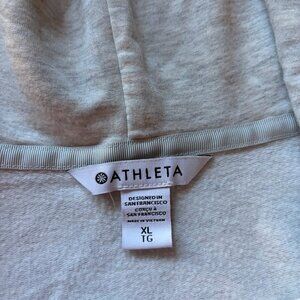 ATHLETA
DESIGNED IN
SAN FRANCISCO
CONÇU À
SAN FRANCISCO
MADE IN VIETNAM
XL
TG